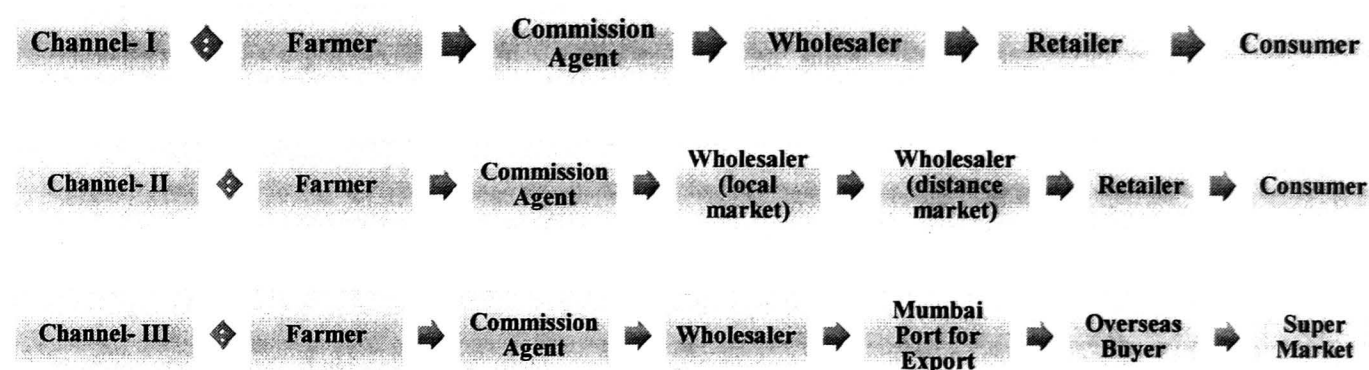 Channel- I Farmer Commission Agent Wholesaler Retailer Consumer
Channel- II Farmer Commission Agent Wholesaler (local market) Wholesaler (distance market) Retailer Consumer
Channel- III Farmer Commission Agent Wholesaler Mumbai Port for Export Overseas Buyer Super Market